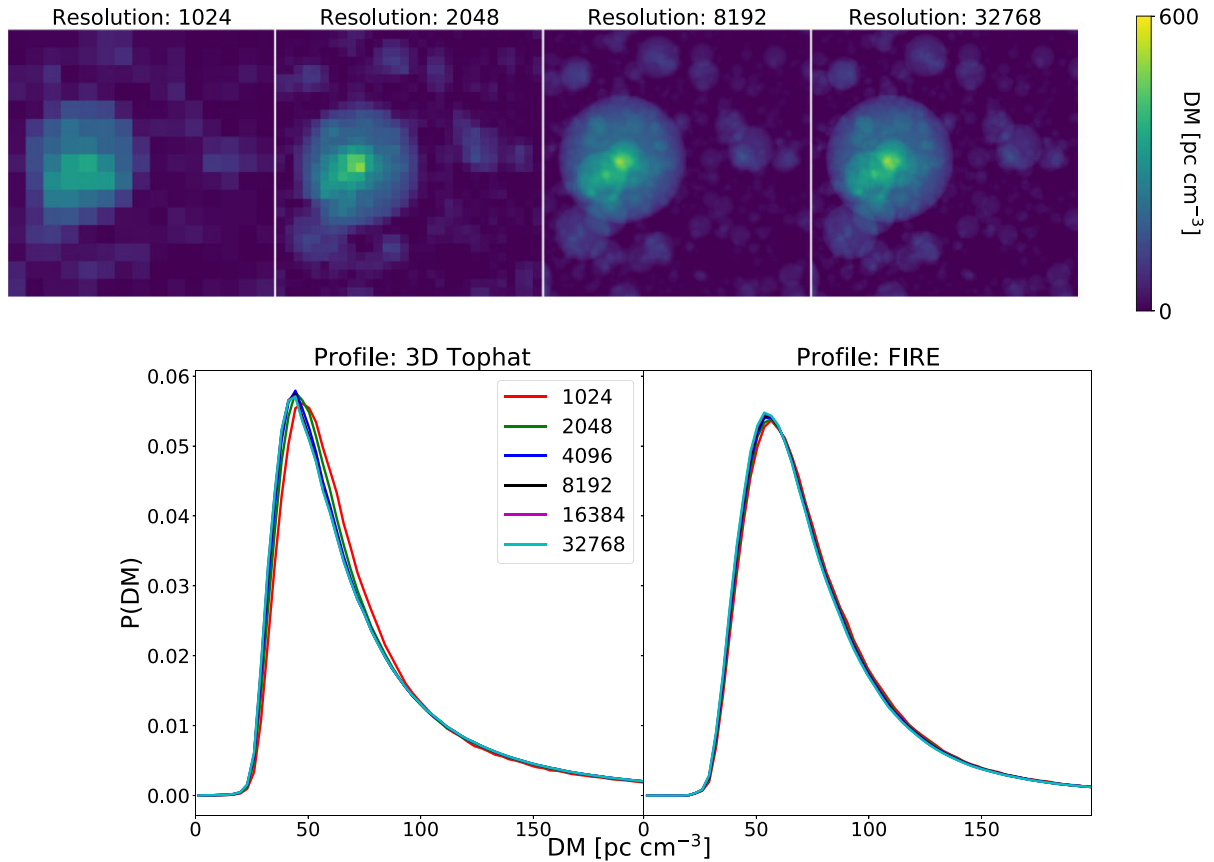 Resolution: 1024
Resolution: 2048
Resolution: 8192
Resolution: 32768
600
DM [pc cm⁻³]
0
Profile: 3D Tophat
Profile: FIRE
0.06
0.05
0.04
0.03
0.02
0.01
0.00
P(DM)
1024
2048
4096
8192
16384
32768
0 50 100 150 0 50 100 150
DM [pc cm⁻³]